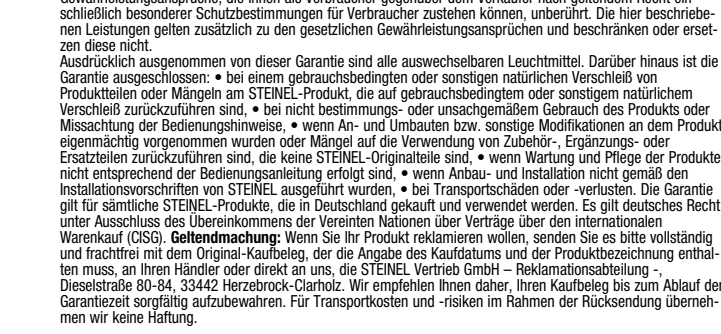 Gewährleistungsansprüche, die Ihnen als Verbraucher gegenüber dem Verkäufer nach geltendem Recht ein-
schließlich besonderer Schutzbestimmungen für Verbraucher zustehen können, unberührt. Die hier beschriebe-
nen Leistungen gelten zusätzlich zu den gesetzlichen Gewährleistungsansprüchen und beschränken oder erset-
zen diese nicht.
Ausdrücklich ausgenommen von dieser Garantie sind alle auswechselbaren Leuchtmittel. Darüber hinaus ist die
Garantie ausgeschlossen: • bei einem gebrauchsbedingten oder sonstigen natürlichen Verschleiß von
Produktteilen oder Mängeln am STEINEL-Produkt, die auf gebrauchsbedingtem oder sonstigem natürlichem
Verschleiß zurückzuführen sind, • bei nicht bestimmungs- oder unsachgemäßem Gebrauch des Produkts oder
Missachtung der Bedienungshinweise, • wenn An- und Umbauten bzw. sonstige Modifikationen an dem Produkt
eigenmächtig vorgenommen wurden oder Mängel auf die Verwendung von Zubehör-, Ergänzungs- oder
Ersatzteilen zurückzuführen sind, die keine STEINEL-Originalteile sind, • wenn Wartung und Pflege der Produkte
nicht entsprechend der Bedienungsanleitung erfolgt sind, • wenn Anbau- und Installation nicht gemäß den
Installationsvorschriften von STEINEL ausgeführt wurden, • bei Transportschäden oder -verlusten. Die Garantie
gilt für sämtliche STEINEL-Produkte, die in Deutschland gekauft und verwendet werden. Es gilt deutsches Recht
unter Ausschluss des Übereinkommens der Vereinten Nationen über Verträge über den internationalen
Warenkauf (CISG). Geltendmachung: Wenn Sie Ihr Produkt reklamieren wollen, senden Sie es bitte vollständig
und frachtfrei mit dem Original-Kaufbeleg, der die Angabe des Kaufdatums und der Produktbezeichnung enthal-
ten muss, an Ihren Händler oder direkt an uns, die STEINEL Vertrieb GmbH – Reklamationsabteilung -,
Dieselstraße 80-84, 33442 Herzebrock-Clarholz. Wir empfehlen Ihnen daher, Ihren Kaufbeleg bis zum Ablauf der
Garantiezeit sorgfältig aufzubewahren. Für Transportkosten und -risiken im Rahmen der Rücksendung überneh-
men wir keine Haftung.